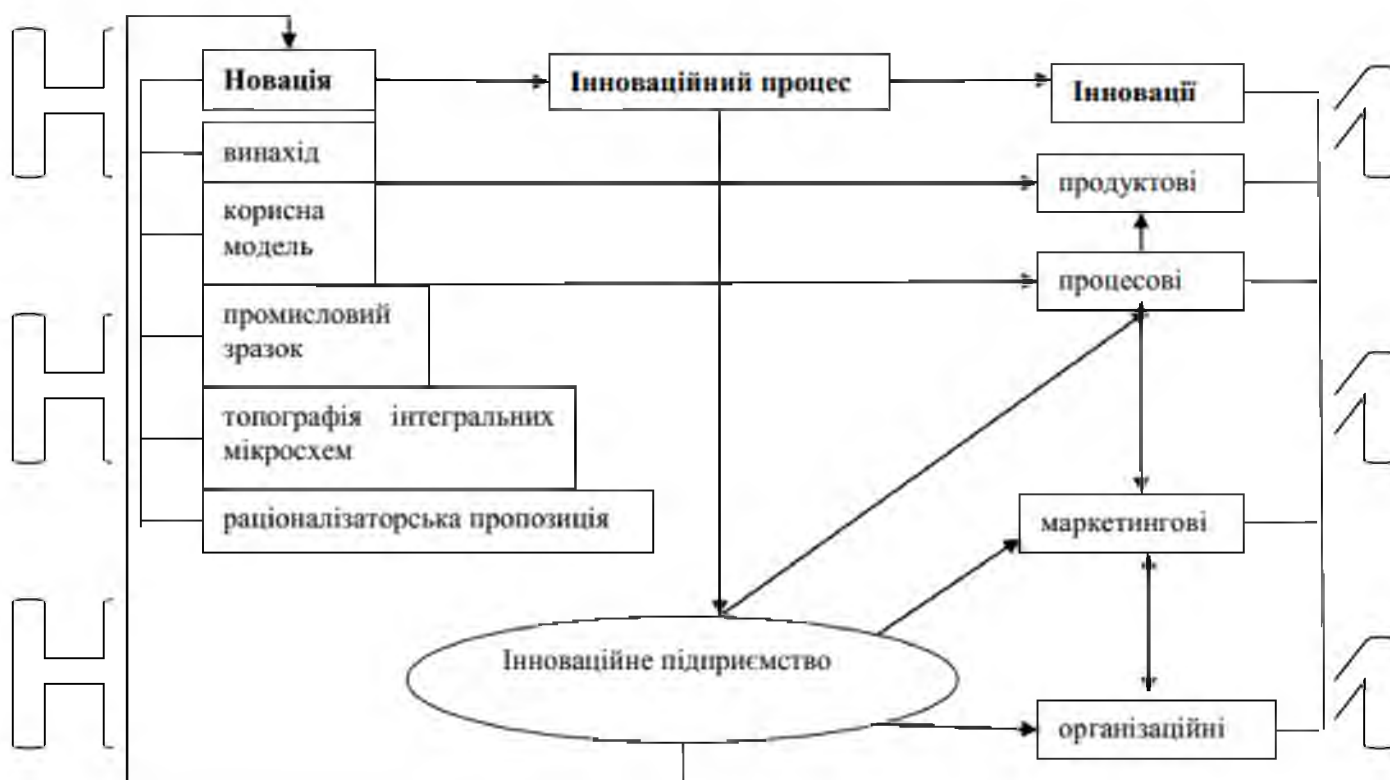 Новація
Інноваційний процес
Інновації
винахід
продуктові
корисна
модель
процесові
промисловий
зразок
топографія інтегральних
мікросхем
раціоналізаторська пропозиція
маркетингові
Інноваційне підприємство
організаційні